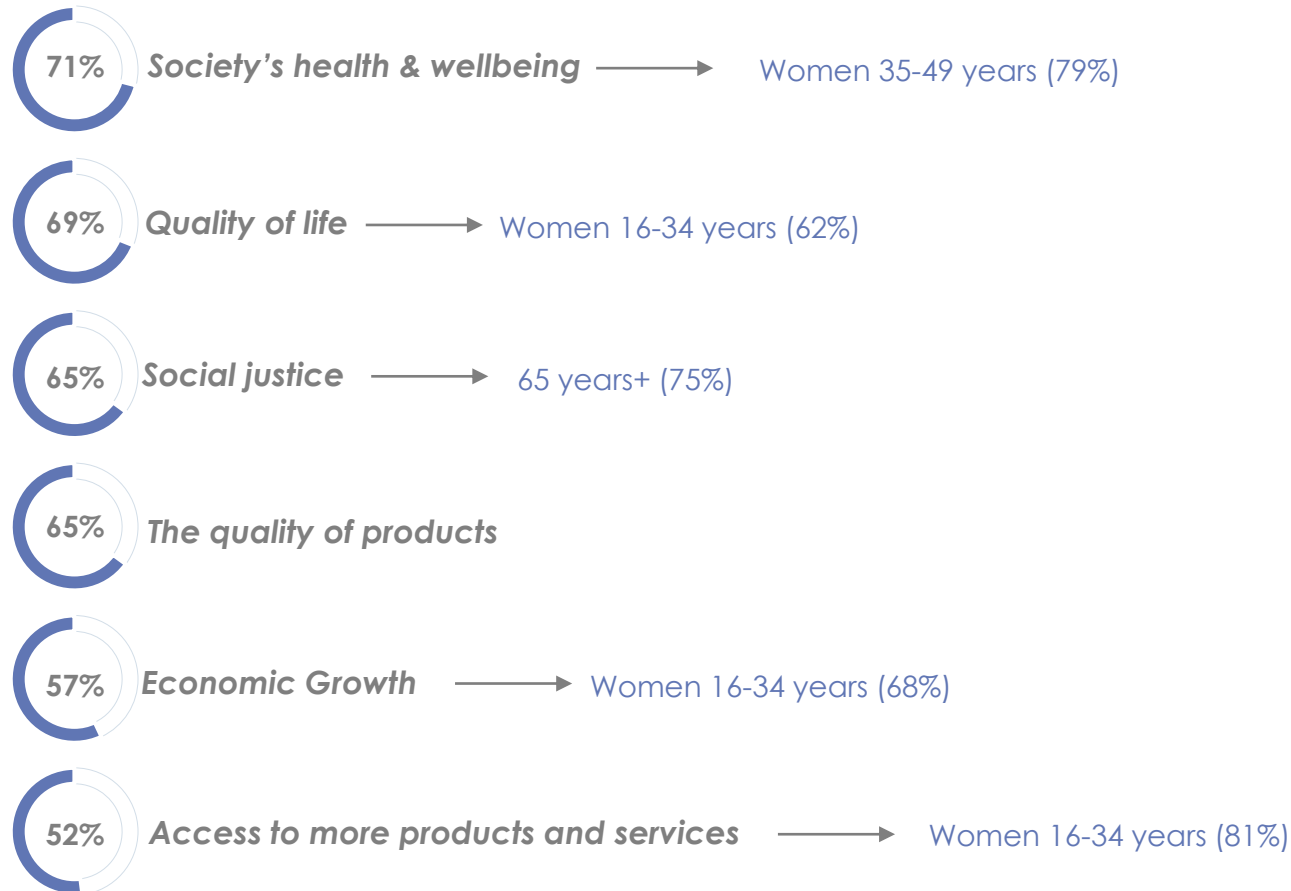 71% Society’s health & wellbeing Women 35-49 years (79%)
69% Quality of life Women 16-34 years (62%)
65% Social justice 65 years+ (75%)
65% The quality of products
57% Economic Growth Women 16-34 years (68%)
52% Access to more products and services Women 16-34 years (81%)